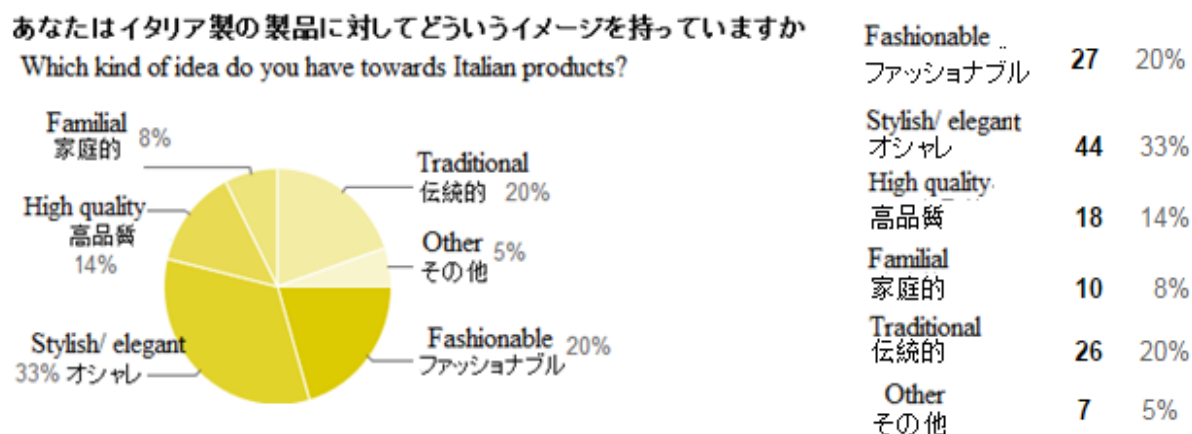 あなたはイタリア製の製品に対してどういうイメージを持っていますか
Which kind of idea do you have towards Italian products?
Familial 8%
家庭的
High quality
高品質
14%
Stylish/ elegant
33% オシャレ
Traditional
伝統的 20%
Other 5%
その他
Fashionable 20%
ファッショナブル
Fashionable
ファッショナブル 27 20%
Stylish/ elegant
オシャレ 44 33%
High quality
高品質 18 14%
Familial
家庭的 10 8%
Traditional
伝統的 26 20%
Other
その他 7 5%